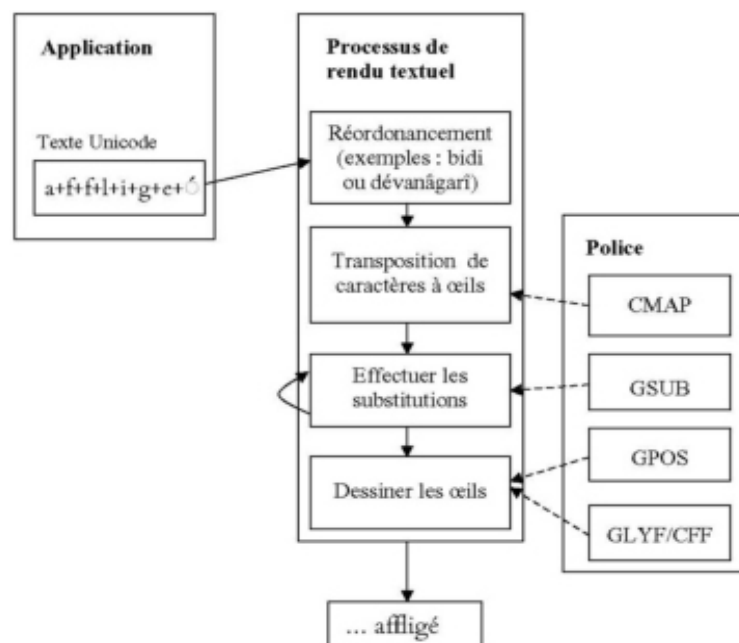 Application
Texte Unicode
a+f+f+l+i+g+e+◌́
Processus de
rendu textuel
Réordonancement
(exemples : bidi
ou dévanâgarî)
Transposition de
caractères à œils
Effectuer les
substitutions
Dessiner les œils
... affligé
Police
CMAP
GSUB
GPOS
GLYF/CFF